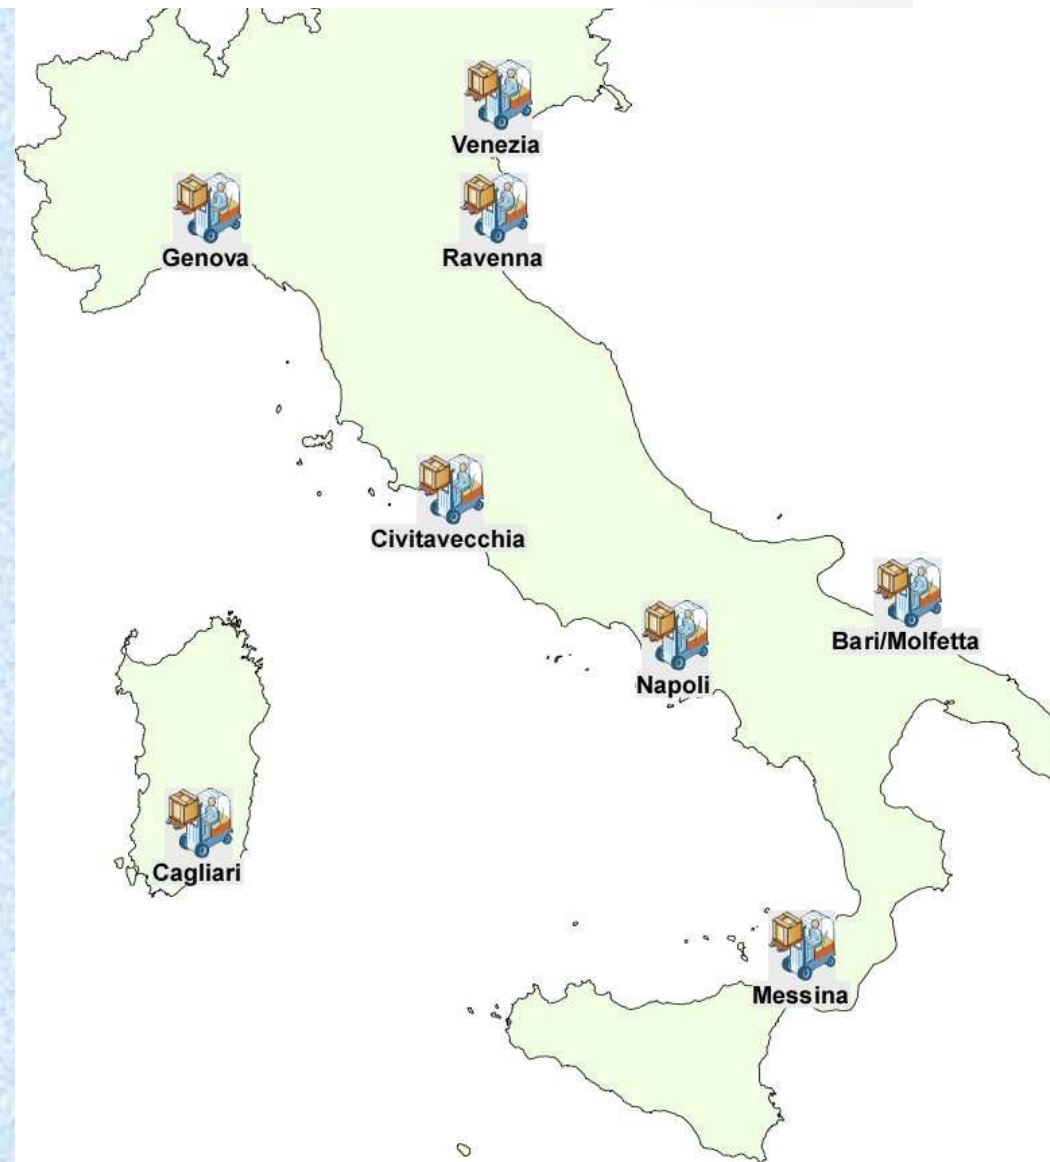 Venezia
Genova
Ravenna
Civitavecchia
Bari/Molfetta
Napoli
Cagliari
Messina